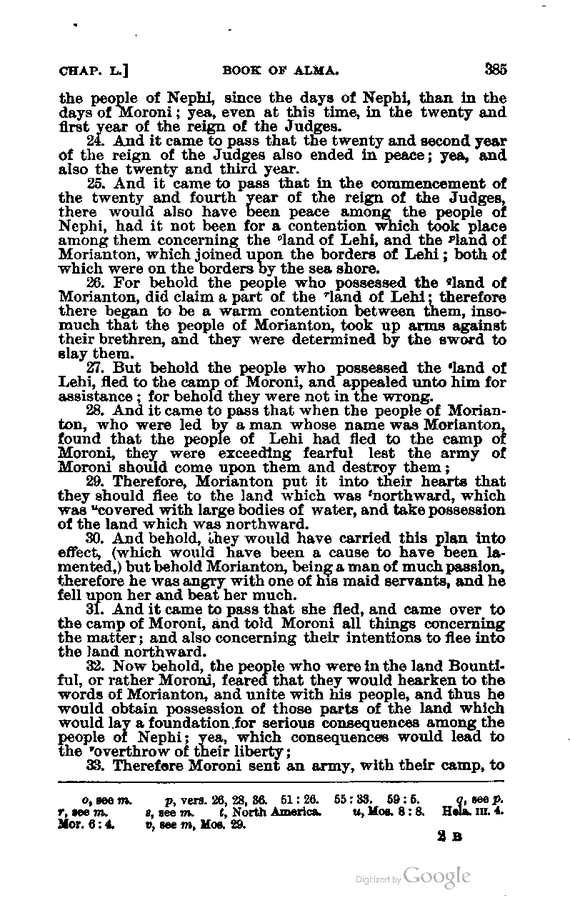 CHAP. L.] BOOK OF ALMA. 385
the people of Nephi, since the days of Nephi, than in the
days of Moroni; yea, even at this time, in the twenty and
first year of the reign of the Judges.
24. And it came to pass that the twenty and second year
of the reign of the Judges also ended in peace; yea, and
also the twenty and third year.
25. And it came to pass that in the commencement of
the twenty and fourth year of the reign of the Judges,
there would also have been peace among the people of
Nephi, had it not been for a contention which took place
among them concerning the ᵒland of Lehi, and the ᵖland of
Morianton, which joined upon the borders of Lehi; both of
which were on the borders by the sea shore.
26. For behold the people who possessed the qland of
Morianton, did claim a part of the ʳland of Lehi; therefore
there began to be a warm contention between them, inso-
much that the people of Morianton, took up arms against
their brethren, and they were determined by the sword to
slay them.
27. But behold the people who possessed the ˢland of
Lehi, fled to the camp of Moroni, and appealed unto him for
assistance; for behold they were not in the wrong.
28. And it came to pass that when the people of Morian-
ton, who were led by a man whose name was Morianton,
found that the people of Lehi had fled to the camp of
Moroni, they were exceeding fearful lest the army of
Moroni should come upon them and destroy them;
29. Therefore, Morianton put it into their hearts that
they should flee to the land which was ᵗnorthward, which
was ᵘcovered with large bodies of water, and take possession
of the land which was northward.
30. And behold, they would have carried this plan into
effect, (which would have been a cause to have been la-
mented,) but behold Morianton, being a man of much passion,
therefore he was angry with one of his maid servants, and he
fell upon her and beat her much.
31. And it came to pass that she fled, and came over to
the camp of Moroni, and told Moroni all things concerning
the matter; and also concerning their intentions to flee into
the land northward.
32. Now behold, the people who were in the land Bounti-
ful, or rather Moroni, feared that they would hearken to the
words of Morianton, and unite with his people, and thus he
would obtain possession of those parts of the land which
would lay a foundation for serious consequences among the
people of Nephi; yea, which consequences would lead to
the ᵛoverthrow of their liberty;
33. Therefore Moroni sent an army, with their camp, to
o, see m. p, vers. 26, 28, 36. 51:26. 55:33. 59:5. q, see p.
r, see m. s, see m. t, North America. u, Mos. 8:8. Hela. III. 4.
Mor. 6:4. v, see m, Mos. 29.
2 B
Digitized by Google